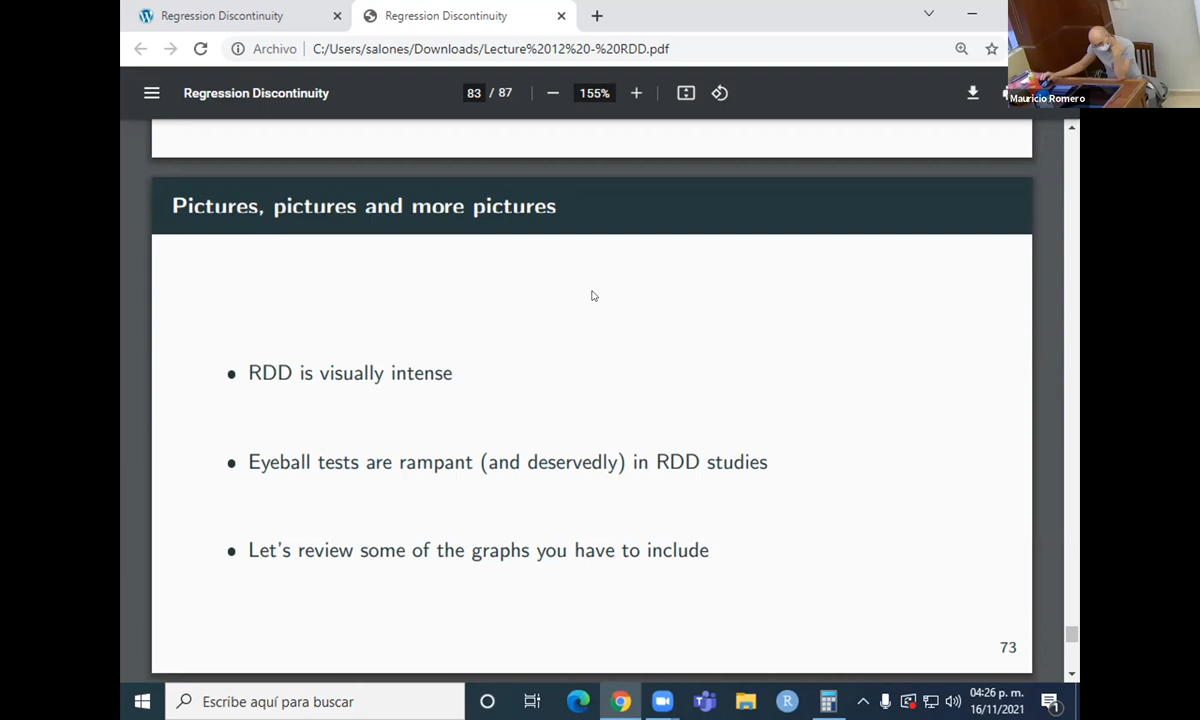 Regression Discontinuity
Regression Discontinuity
Archivo
C:/Users/salones/Downloads/Lecture%2012%20-%20RDD.pdf
Mauricio Romero
Regression Discontinuity
83 / 87
155%
Pictures, pictures and more pictures
• RDD is visually intense
• Eyeball tests are rampant (and deservedly) in RDD studies
• Let's review some of the graphs you have to include
73
Escribe aquí para buscar
R
04:26 p. m.
16/11/2021
1